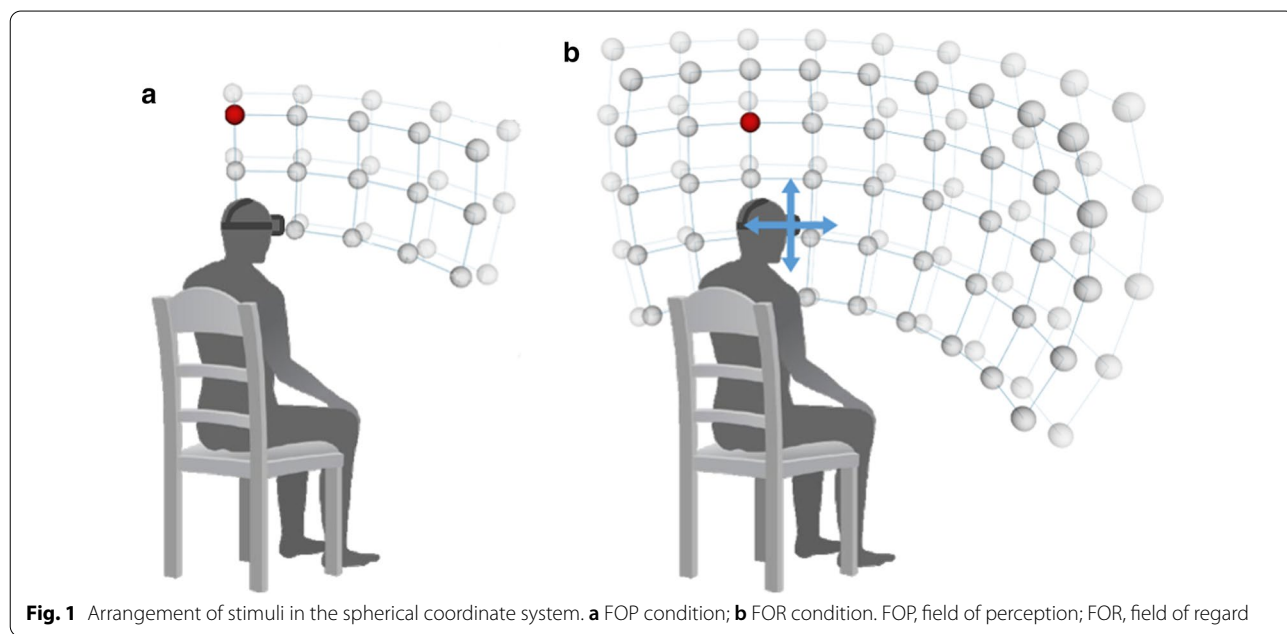 a
b
Fig. 1 Arrangement of stimuli in the spherical coordinate system. a FOP condition; b FOR condition. FOP, field of perception; FOR, field of regard